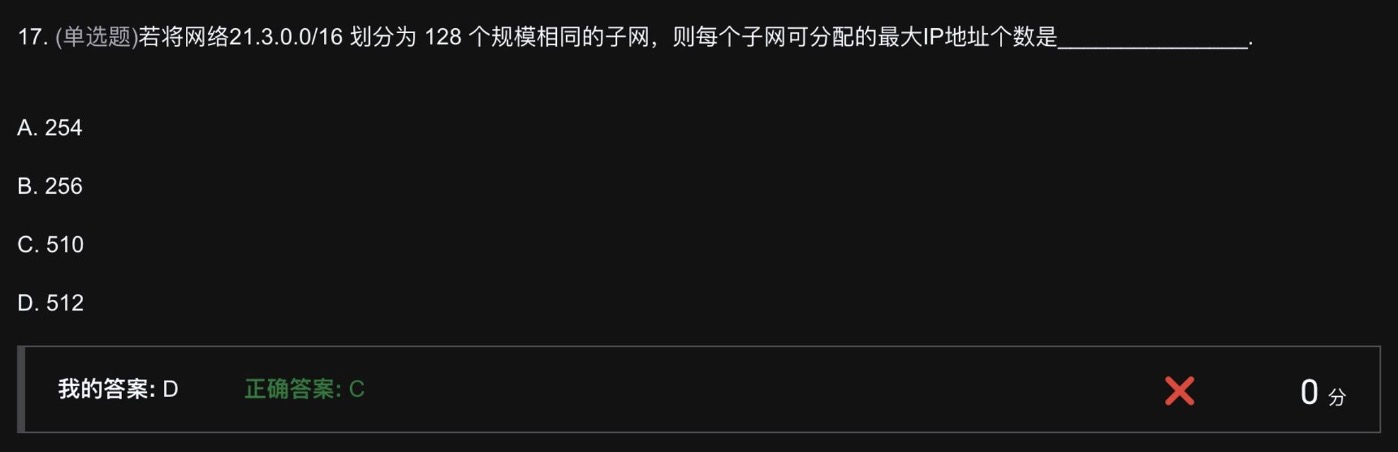 17. (单选题)若将网络21.3.0.0/16 划分为 128 个规模相同的子网，则每个子网可分配的最大IP地址个数是_______________.
A. 254
B. 256
C. 510
D. 512
我的答案: D 正确答案: C 0 分